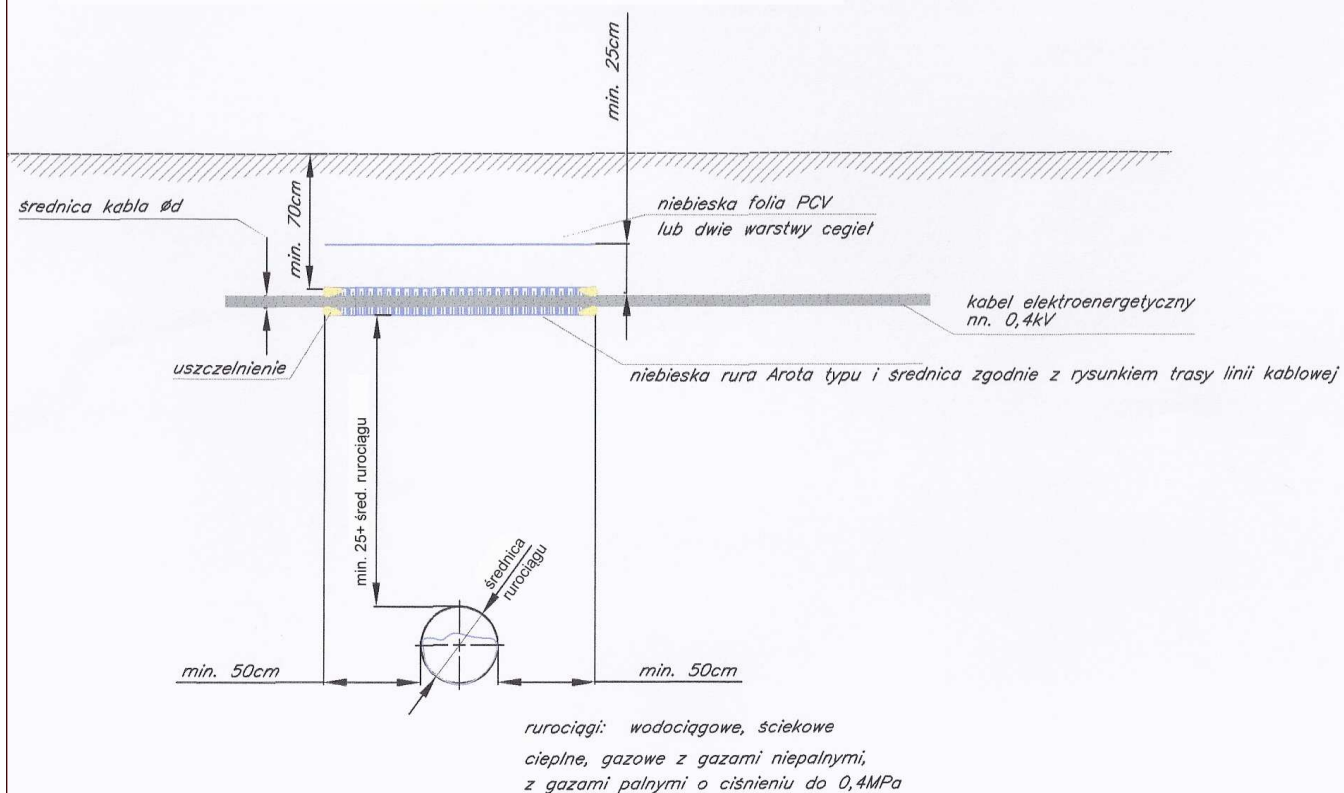 min. 25cm
min. 70cm
średnica kabla ød
niebieska folia PCV
lub dwie warstwy cegieł
kabel elektroenergetyczny
nn. 0,4kV
uszczelnienie
niebieska rura Arota typu i średnica zgodnie z rysunkiem trasy linii kablowej
min. 25+ śred. rurociągu
średnica
rurociągu
min. 50cm
min. 50cm
rurociągi: wodociągowe, ściekowe
cieplne, gazowe z gazami niepalnymi,
z gazami palnymi o ciśnieniu do 0,4MPa